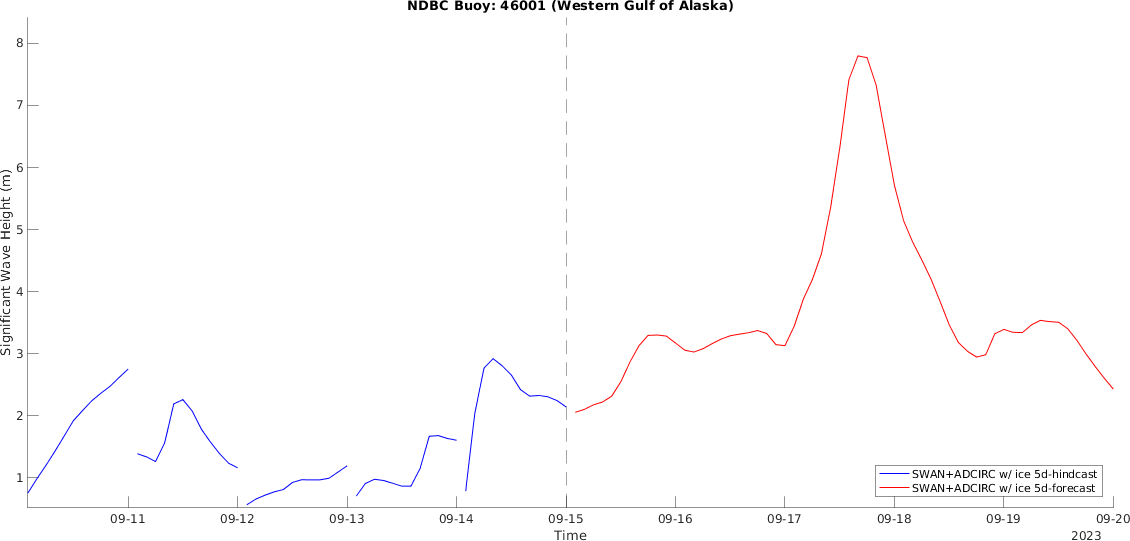 NDBC Buoy: 46001 (Western Gulf of Alaska)
Significant Wave Height (m)
8
7
6
5
4
3
2
1
SWAN+ADCIRC w/ ice 5d-hindcast
SWAN+ADCIRC w/ ice 5d-forecast
09-11 09-12 09-13 09-14 09-15 09-16 09-17 09-18 09-19 09-20
Time
2023